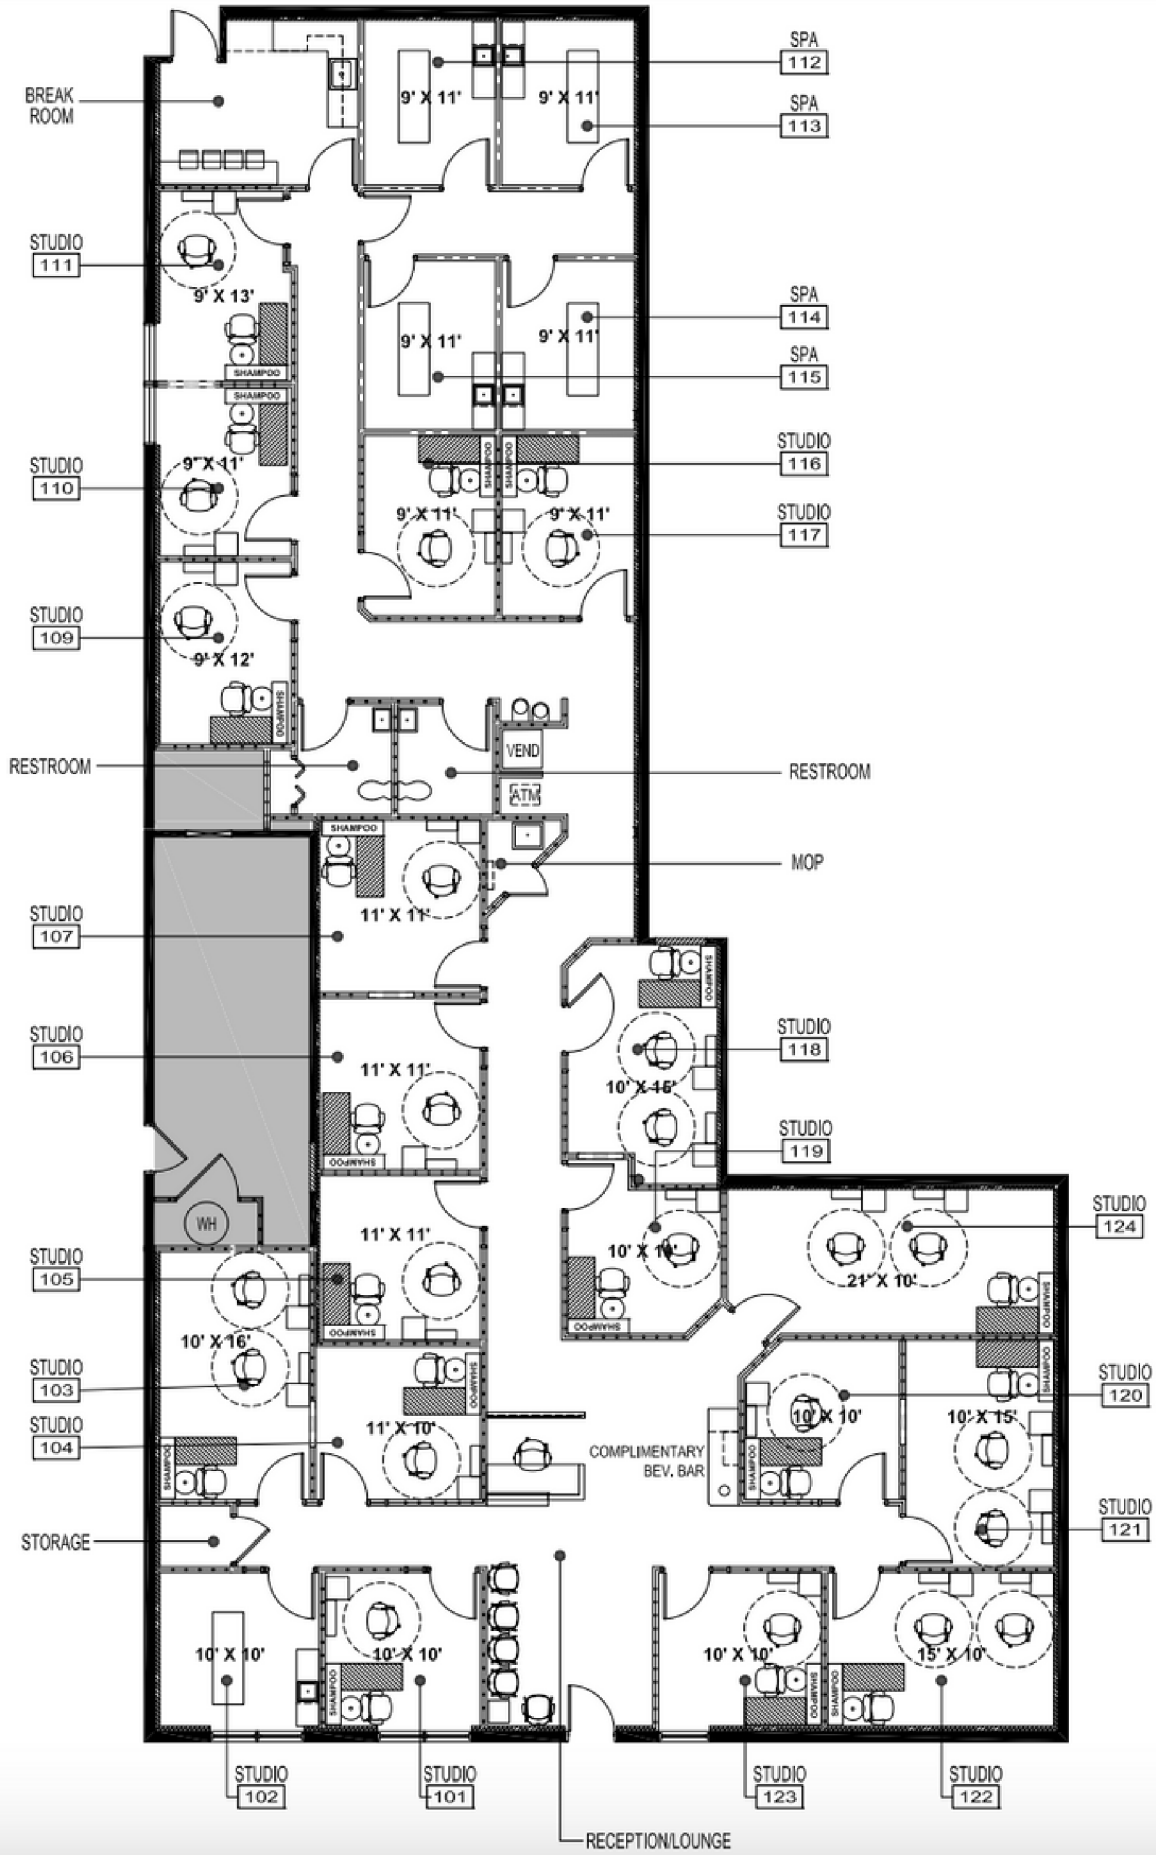 SPA
112
BREAK
ROOM
9' X 11'
9' X 11'
SPA
113
STUDIO
111
9' X 13'
SHAMPOO
SPA
114
9' X 11'
9' X 11'
SPA
115
SHAMPOO
STUDIO
110
9' X 11'
SHAMPOO
SHAMPOO
STUDIO
116
9' X 11'
9' X 11'
STUDIO
117
STUDIO
109
9' X 12'
SHAMPOO
RESTROOM
VEND
ATM
RESTROOM
SHAMPOO
MOP
STUDIO
107
11' X 11'
SHAMPOO
STUDIO
106
11' X 11'
SHAMPOO
STUDIO
118
10' X 15'
STUDIO
119
WH
11' X 11'
STUDIO
105
SHAMPOO
10' X 10'
SHAMPOO
STUDIO
124
21' X 10'
SHAMPOO
10' X 16'
STUDIO
103
SHAMPOO
STUDIO
104
11' X 10'
SHAMPOO
COMPLIMENTARY
BEV. BAR
10' X 10'
SHAMPOO
STUDIO
120
10' X 15'
SHAMPOO
STUDIO
121
STORAGE
10' X 10'
10' X 10'
SHAMPOO
10' X 10'
SHAMPOO
15' X 10'
SHAMPOO
STUDIO
102
STUDIO
101
STUDIO
123
STUDIO
122
RECEPTION/LOUNGE